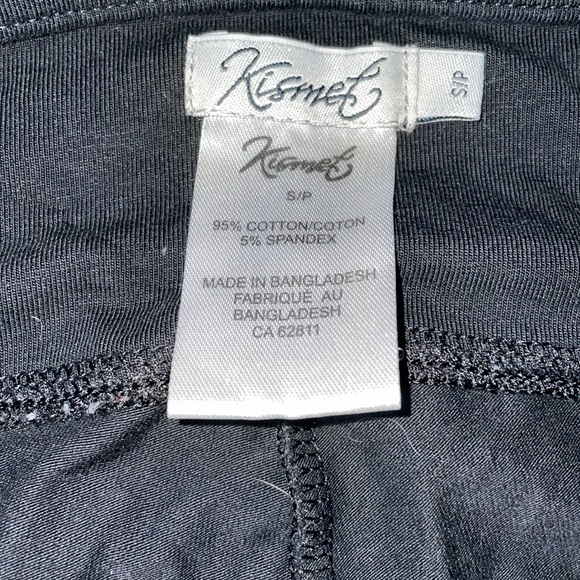 Kismet
S/P
Kismet
S/P
95% COTTON/COTON
5% SPANDEX
MADE IN BANGLADESH
FABRIQUÉ AU
BANGLADESH
CA 62811